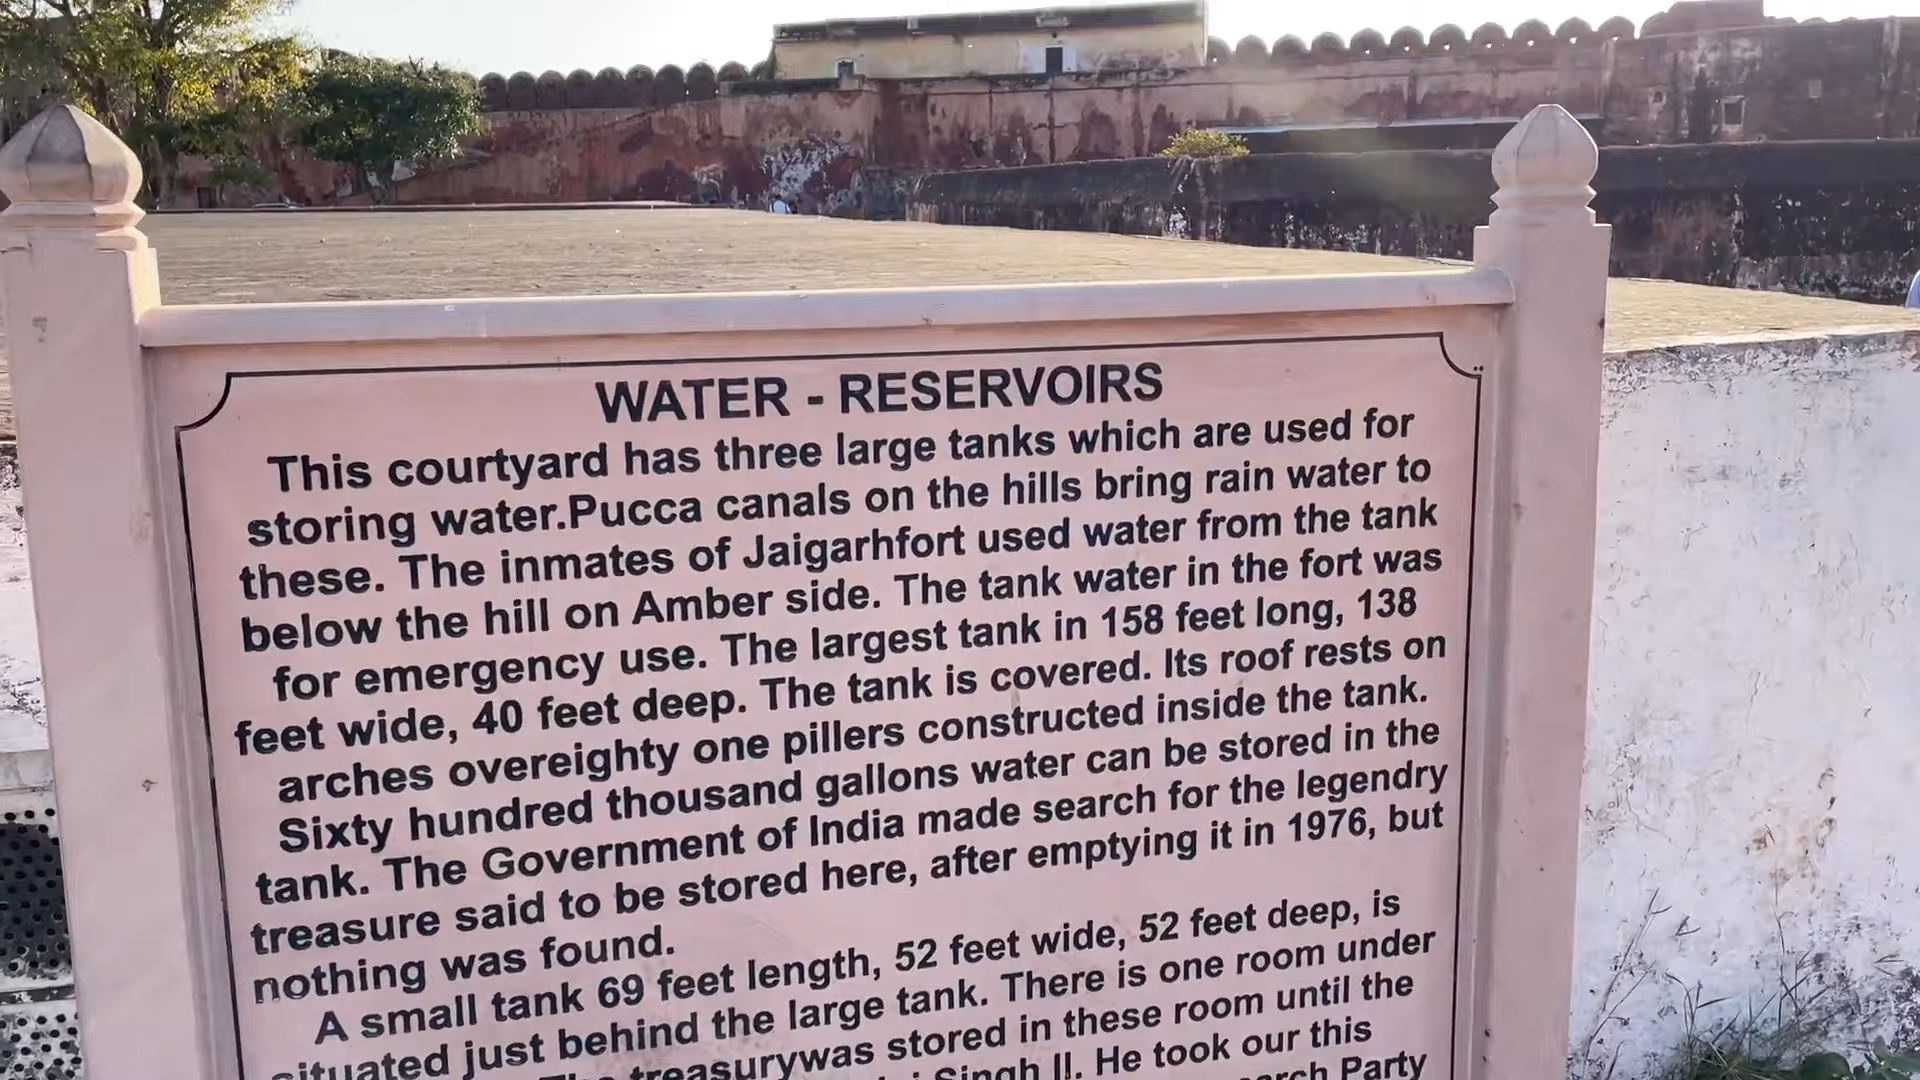 WATER - RESERVOIRS
This courtyard has three large tanks which are used for
storing water.Pucca canals on the hills bring rain water to
these. The inmates of Jaigarhfort used water from the tank
below the hill on Amber side. The tank water in the fort was
for emergency use. The largest tank in 158 feet long, 138
feet wide, 40 feet deep. The tank is covered. Its roof rests on
arches overeighty one pillers constructed inside the tank.
Sixty hundred thousand gallons water can be stored in the
tank. The Government of India made search for the legendry
treasure said to be stored here, after emptying it in 1976, but
nothing was found.
A small tank 69 feet length, 52 feet wide, 52 feet deep, is
situated just behind the large tank. There is one room under
treasurywas stored in these room until the
Singh II. He took our this
Party